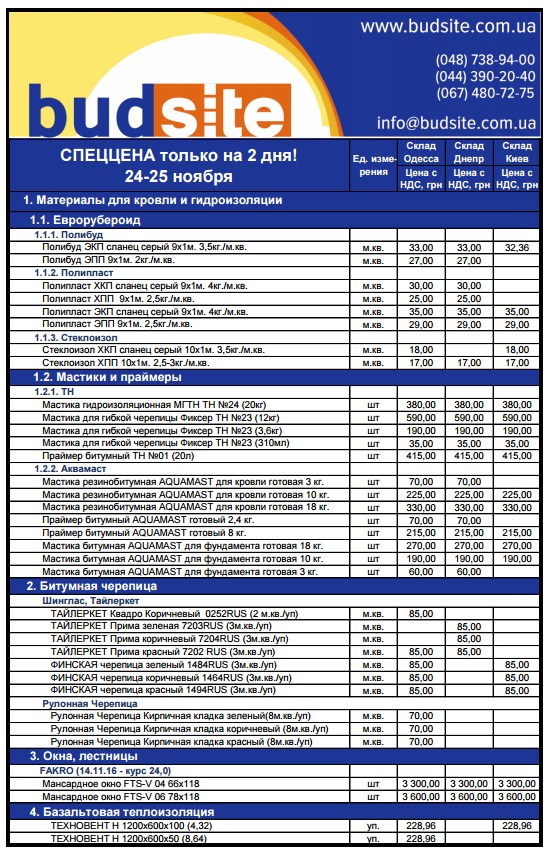 www.budsite.com.ua
(048) 738-94-00
(044) 390-20-40
(067) 480-72-75
budsite
info@budsite.com.ua
СПЕЦЦЕНА только на 2 дня!
24-25 ноября
Ед. изме-
рения
Склад
Одесса
Склад
Днепр
Склад
Киев
Цена с
НДС, грн
Цена с
НДС, грн
Цена с
НДС, грн
1. Материалы для кровли и гидроизоляции
1.1. Еврорубероид
1.1.1. Полибуд
Полибуд ЭКП сланец серый 9х1м. 3,5кг./м.кв. м.кв. 33,00 33,00 32,36
Полибуд ЭПП 9х1м. 2кг./м.кв. м.кв. 27,00 27,00
1.1.2. Полипласт
Полипласт ХКП сланец серый 9х1м. 4кг./м.кв. м.кв. 30,00 30,00
Полипласт ХПП 9х1м. 2,5кг./м.кв. м.кв. 25,00 25,00
Полипласт ЭКП сланец серый 9х1м. 4кг./м.кв. м.кв. 35,00 35,00 35,00
Полипласт ЭПП 9х1м. 2,5кг./м.кв. м.кв. 29,00 29,00 29,00
1.1.3. Стеклоизол
Стеклоизол ХКП сланец серый 10х1м. 3,5кг./м.кв. м.кв. 18,00 18,00
Стеклоизол ХПП 10х1м. 2,5-3кг./м.кв. м.кв. 17,00 17,00 17,00
1.2. Мастики и праймеры
1.2.1. ТН
Мастика гидроизоляционная МГТН ТН №24 (20кг) шт 380,00 380,00 380,00
Мастика для гибкой черепицы Фиксер ТН №23 (12кг) шт 590,00 590,00 590,00
Мастика для гибкой черепицы Фиксер ТН №23 (3,6кг) шт 190,00 190,00 190,00
Мастика для гибкой черепицы Фиксер ТН №23 (310мл) шт 35,00 35,00 35,00
Праймер битумный ТН №01 (20л) шт 415,00 415,00 415,00
1.2.2. Аквамаст
Мастика резинобитумная AQUAMAST для кровли готовая 3 кг. шт 70,00 70,00
Мастика резинобитумная AQUAMAST для кровли готовая 10 кг. шт 225,00 225,00 225,00
Мастика резинобитумная AQUAMAST для кровли готовая 18 кг. шт 330,00 330,00 330,00
Праймер битумный AQUAMAST готовый 2,4 кг. шт 70,00 70,00
Праймер битумный AQUAMAST готовый 8 кг. шт 215,00 215,00 215,00
Мастика битумная AQUAMAST для фундамента готовая 18 кг. шт 270,00 270,00 270,00
Мастика битумная AQUAMAST для фундамента готовая 10 кг. шт 190,00 190,00 190,00
Мастика битумная AQUAMAST для фундамента готовая 3 кг. шт 60,00 60,00
2. Битумная черепица
Шинглас, Тайлеркет
ТАЙЛЕРКЕТ Квадро Коричневый 0252RUS (2 м.кв./уп) м.кв. 85,00
ТАЙЛЕРКЕТ Прима зеленая 7203RUS (3м.кв./уп) м.кв. 85,00
ТАЙЛЕРКЕТ Прима коричневый 7204RUS (3м.кв./уп) м.кв. 85,00
ТАЙЛЕРКЕТ Прима красный 7202 RUS (3м.кв./уп) м.кв. 85,00 85,00
ФИНСКАЯ черепица зеленый 1484RUS (3м.кв./уп) м.кв. 85,00 85,00
ФИНСКАЯ черепица коричневый 1464RUS (3м.кв./уп) м.кв. 85,00 85,00
ФИНСКАЯ черепица красный 1494RUS (3м.кв./уп) м.кв. 85,00 85,00
Рулонная Черепица
Рулонная Черепица Кирпичная кладка зеленый(8м.кв./уп) м.кв. 70,00
Рулонная Черепица Кирпичная кладка коричневый (8м.кв./уп) м.кв. 70,00
Рулонная Черепица Кирпичная кладка красный (8м.кв./уп) м.кв. 70,00
3. Окна, лестницы
FAKRO (14.11.16 - курс 24,0)
Мансардное окно FTS-V 04 66x118 шт 3 300,00 3 300,00 3 300,00
Мансардное окно FTS-V 06 78x118 шт 3 600,00 3 600,00 3 600,00
4. Базальтовая теплоизоляция
ТЕХНОВЕНТ Н 1200х600х100 (4,32) уп. 228,96 228,96
ТЕХНОВЕНТ Н 1200х600х50 (8,64) уп. 228,96